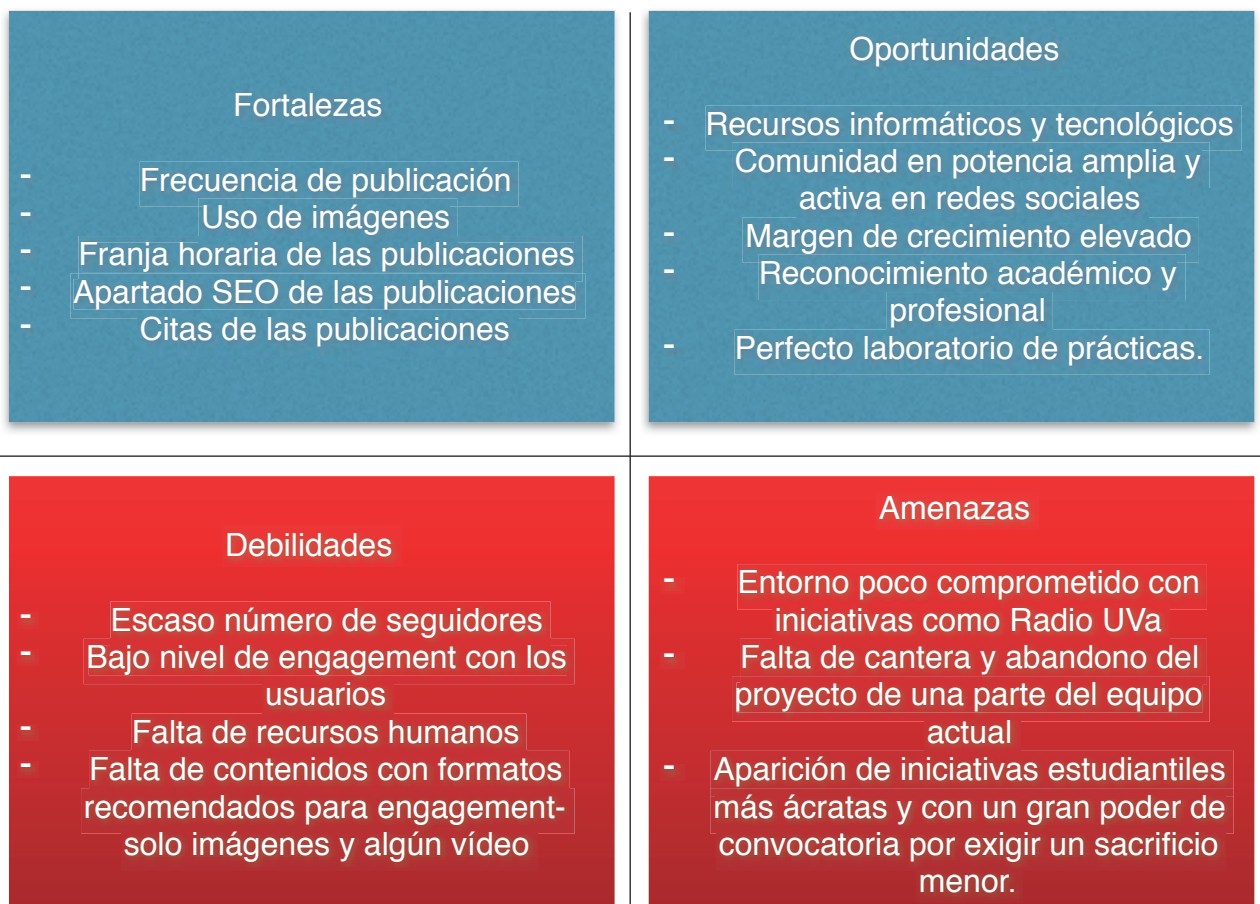 Fortalezas
- Frecuencia de publicación
- Uso de imágenes
- Franja horaria de las publicaciones
- Apartado SEO de las publicaciones
- Citas de las publicaciones
Oportunidades
- Recursos informáticos y tecnológicos
- Comunidad en potencia amplia y
activa en redes sociales
- Margen de crecimiento elevado
- Reconocimiento académico y
profesional
- Perfecto laboratorio de prácticas.
Debilidades
- Escaso número de seguidores
- Bajo nivel de engagement con los
usuarios
- Falta de recursos humanos
- Falta de contenidos con formatos
recomendados para engagement-
solo imágenes y algún vídeo
Amenazas
- Entorno poco comprometido con
iniciativas como Radio UVa
- Falta de cantera y abandono del
proyecto de una parte del equipo
actual
- Aparición de iniciativas estudiantiles
más ácratas y con un gran poder de
convocatoria por exigir un sacrificio
menor.